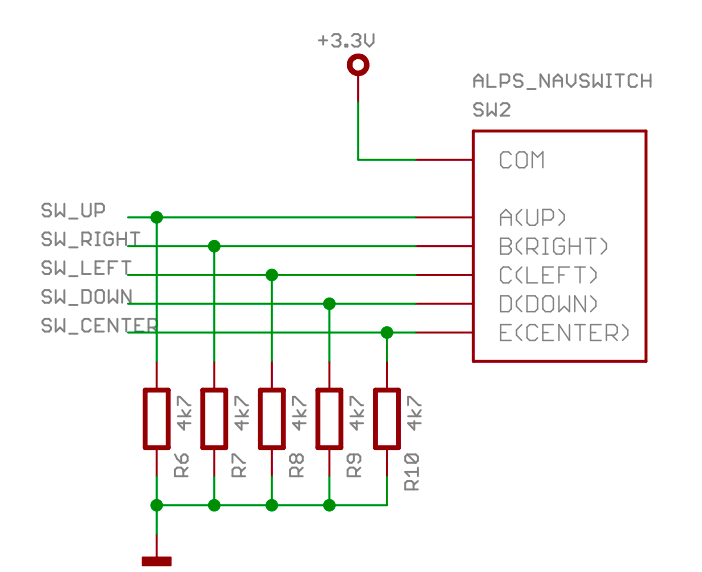 +3.3V
ALPS_NAVSWITCH
SW2
COM
SW_UP
A(UP)
SW_RIGHT
B(RIGHT)
SW_LEFT
C(LEFT)
SW_DOWN
D(DOWN)
SW_CENTER
E(CENTER)
4k7
4k7
4k7
4k7
4k7
R6
R7
R8
R9
R10